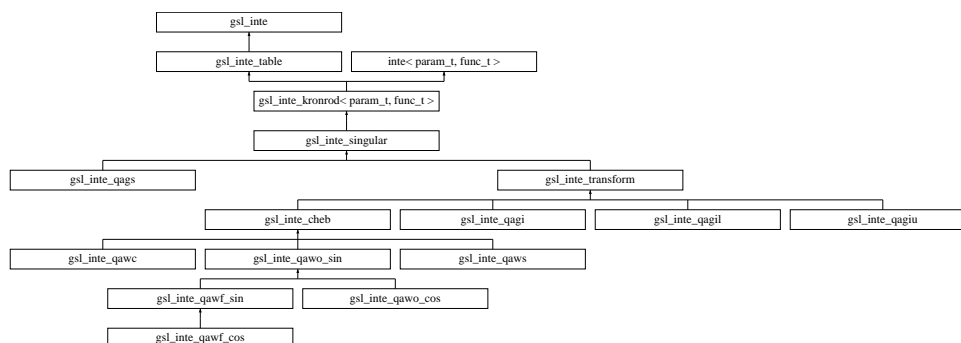 gsl_inte
gsl_inte_table
inte< param_t, func_t >
gsl_inte_kronrod< param_t, func_t >
gsl_inte_singular
gsl_inte_qags
gsl_inte_transform
gsl_inte_cheb
gsl_inte_qagi
gsl_inte_qagil
gsl_inte_qagiu
gsl_inte_qawc
gsl_inte_qawo_sin
gsl_inte_qaws
gsl_inte_qawf_sin
gsl_inte_qawo_cos
gsl_inte_qawf_cos